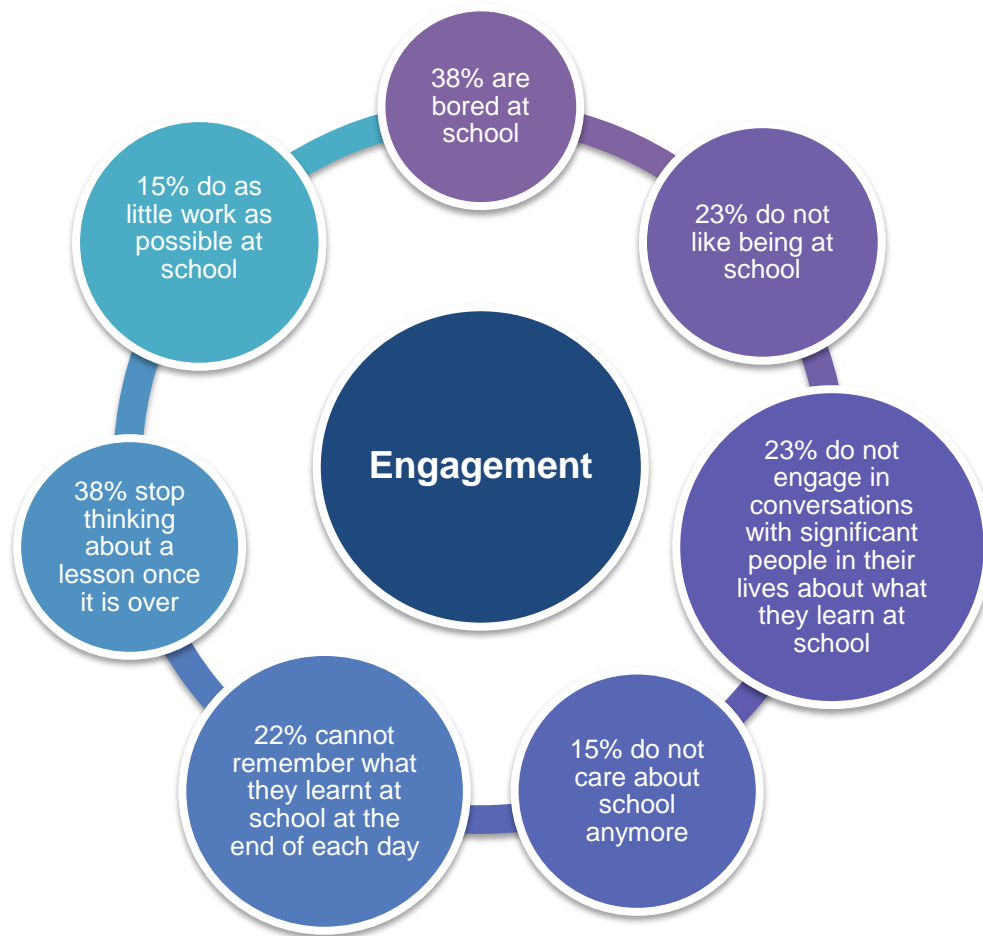 38% are
bored at
school
23% do not
like being at
school
23% do not
engage in
conversations
with significant
people in their
lives about what
they learn at
school
15% do not
care about
school
anymore
22% cannot
remember what
they learnt at
school at the
end of each day
38% stop
thinking
about a
lesson once
it is over
15% do as
little work as
possible at
school
Engagement